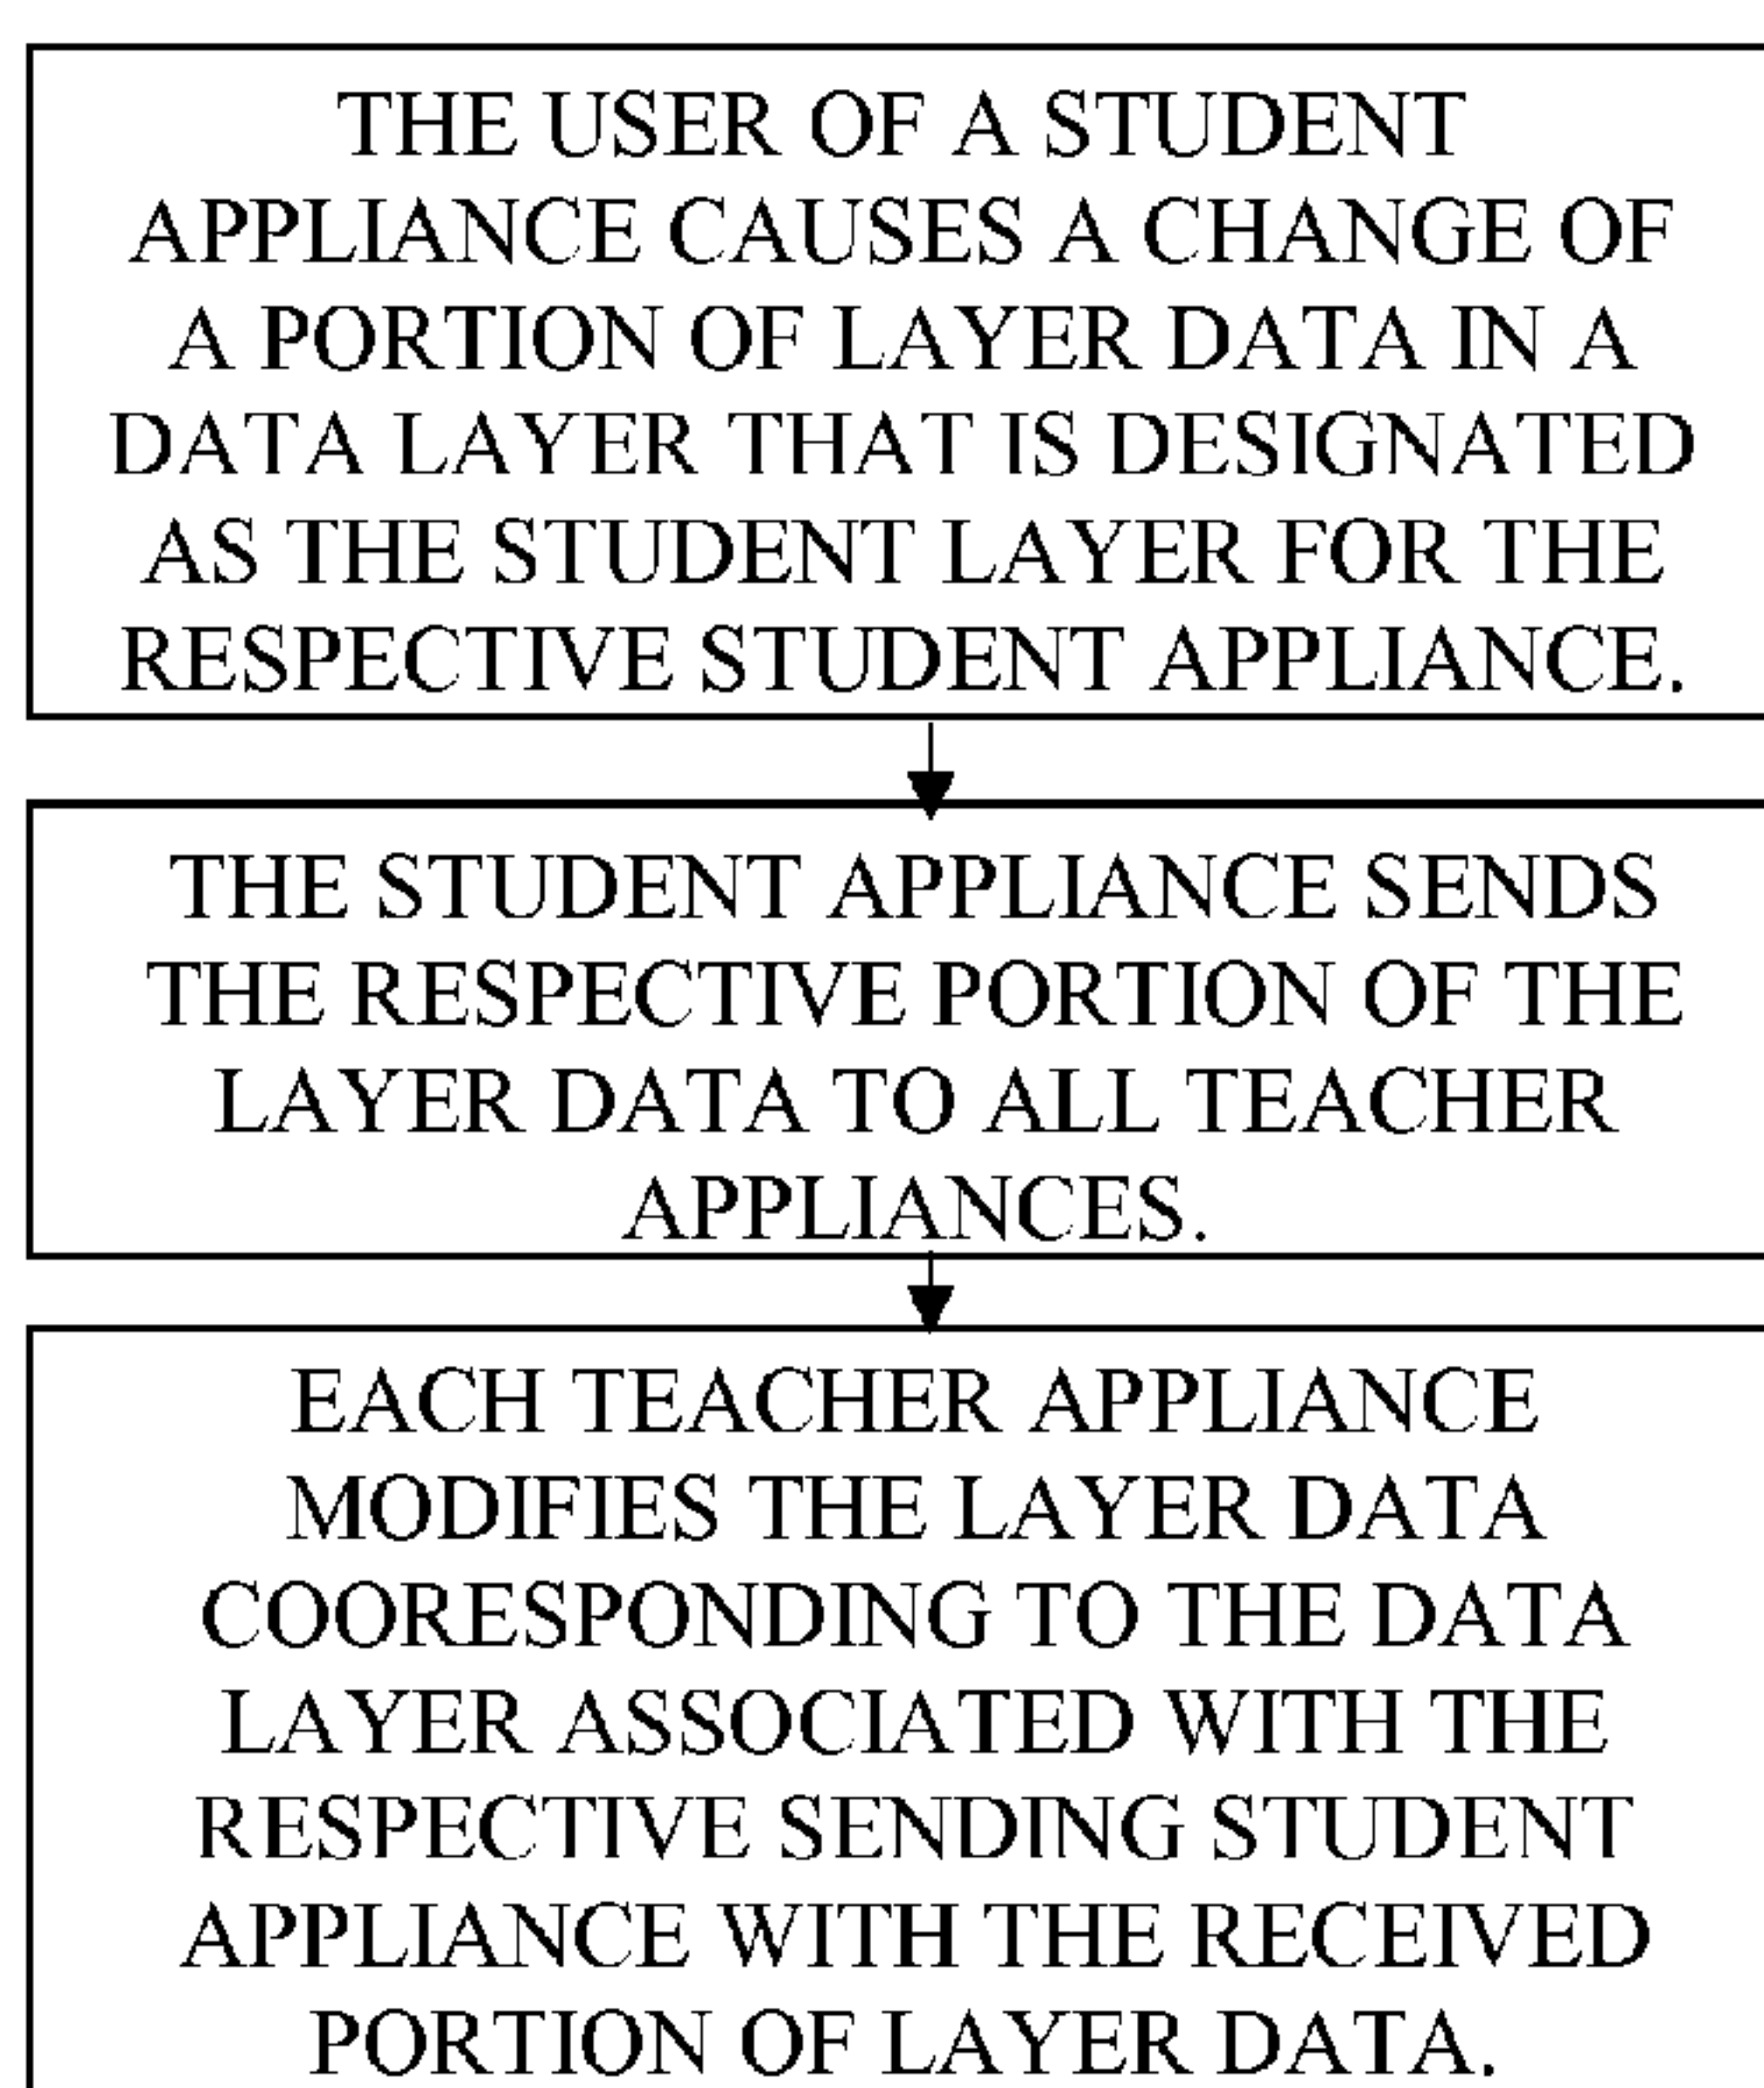 THE USER OF A STUDENT
APPLIANCE CAUSES A CHANGE OF
A PORTION OF LAYER DATA IN A
DATA LAYER THAT IS DESIGNATED
AS THE STUDENT LAYER FOR THE
RESPECTIVE STUDENT APPLIANCE.
THE STUDENT APPLIANCE SENDS
THE RESPECTIVE PORTION OF THE
LAYER DATA TO ALL TEACHER
APPLIANCES.
EACH TEACHER APPLIANCE
MODIFIES THE LAYER DATA
COORESPONDING TO THE DATA
LAYER ASSOCIATED WITH THE
RESPECTIVE SENDING STUDENT
APPLIANCE WITH THE RECEIVED
PORTION OF LAYER DATA.